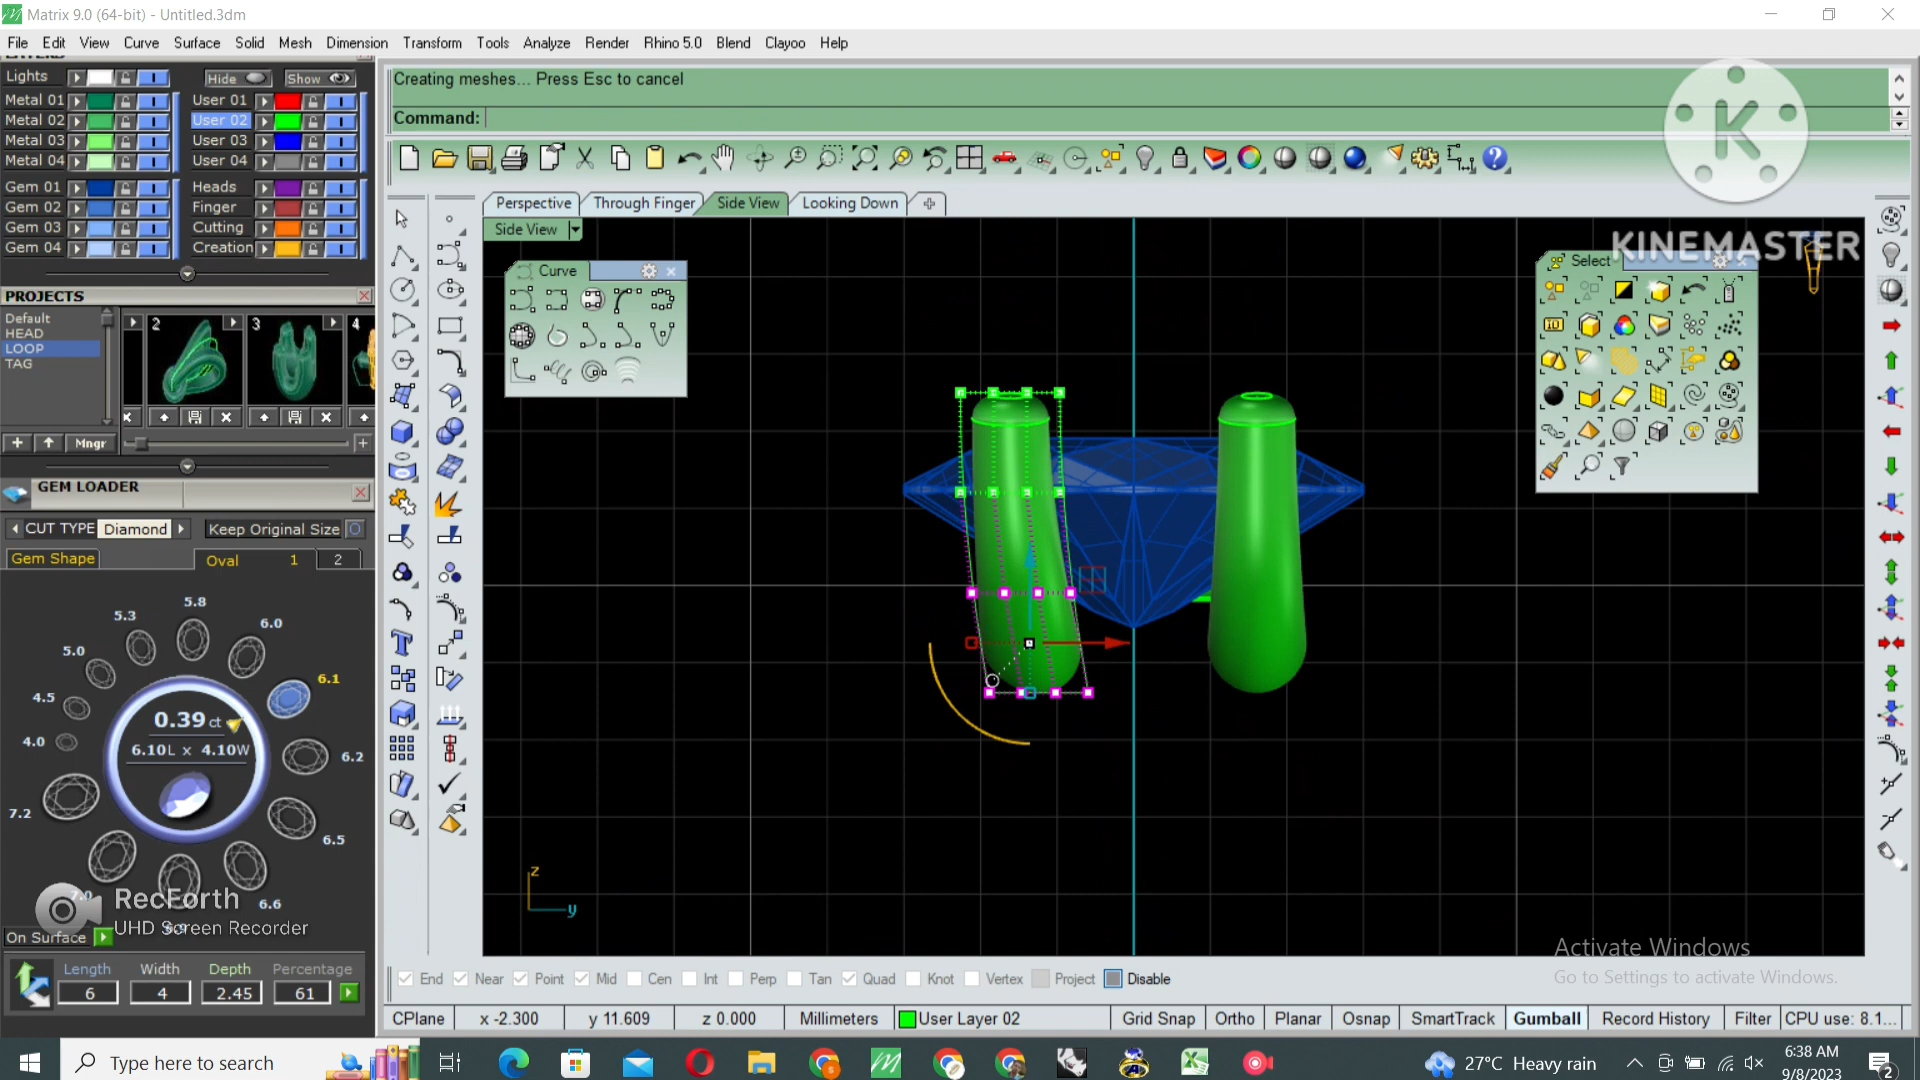 Matrix 9.0 (64-bit) - Untitled.3dm
File Edit View Curve Surface Solid Mesh Dimension Transform Tools Analyze Render Rhino 5.0 Blend Clayoo Help
Creating meshes... Press Esc to cancel
Command:
Lights Hide Show
Metal 01 User 01
Metal 02 User 02
Metal 03 User 03
Metal 04 User 04
Gem 01 Heads
Gem 02 Finger
Gem 03 Cutting
Gem 04 Creation
PROJECTS
Default
HEAD
LOOP
TAG
2 3 4
Mngr
GEM LOADER
CUT TYPE Diamond Keep Original Size
Gem Shape Oval 1 2
5.8
5.3 6.0
5.0 6.1
4.5
4.0 6.2
0.39 ct
6.10L x 4.10W
7.2 6.5
7.0 6.6
6.9
RecForth
UHD Screen Recorder
On Surface
Length Width Depth Percentage
6 4 2.45 61
Perspective Through Finger Side View Looking Down
Side View
Curve
Select
K
KINEMASTER
z
y
Activate Windows
Go to Settings to activate Windows.
End Near Point Mid Cen Int Perp Tan Quad Knot Vertex Project Disable
CPlane x -2.300 y 11.609 z 0.000 Millimeters User Layer 02 Grid Snap Ortho Planar Osnap SmartTrack Gumball Record History Filter CPU use: 8.1...
Type here to search
27°C Heavy rain
6:38 AM
9/8/2023
2